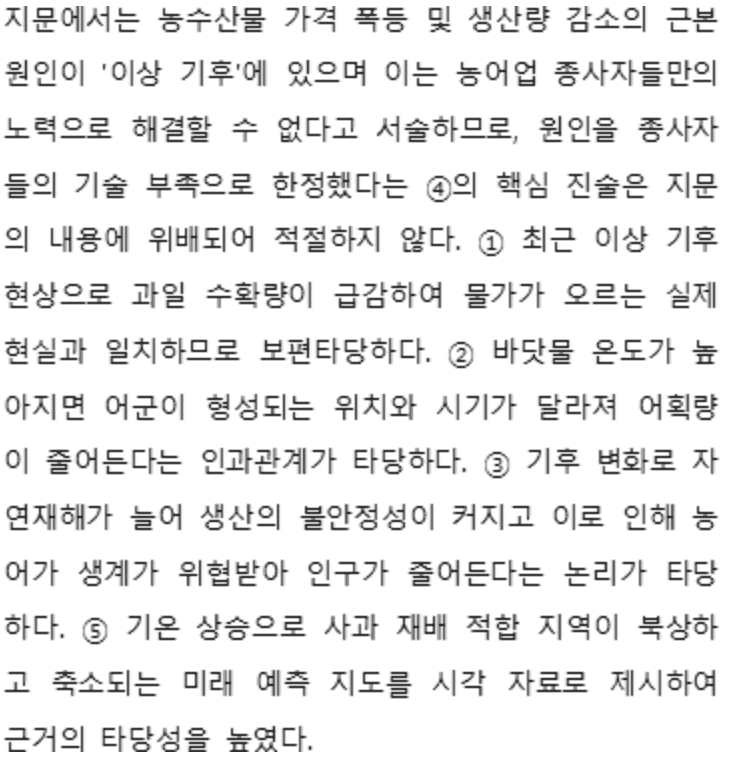 지문에서는 농수산물 가격 폭등 및 생산량 감소의 근본
원인이 '이상 기후'에 있으며 이는 농어업 종사자들만의
노력으로 해결할 수 없다고 서술하므로, 원인을 종사자
들의 기술 부족으로 한정했다는 ④의 핵심 진술은 지문
의 내용에 위배되어 적절하지 않다. ① 최근 이상 기후
현상으로 과일 수확량이 급감하여 물가가 오르는 실제
현실과 일치하므로 보편타당하다. ② 바닷물 온도가 높
아지면 어군이 형성되는 위치와 시기가 달라져 어획량
이 줄어든다는 인과관계가 타당하다. ③ 기후 변화로 자
연재해가 늘어 생산의 불안정성이 커지고 이로 인해 농
어가 생계가 위협받아 인구가 줄어든다는 논리가 타당
하다. ⑤ 기온 상승으로 사과 재배 적합 지역이 북상하
고 축소되는 미래 예측 지도를 시각 자료로 제시하여
근거의 타당성을 높였다.